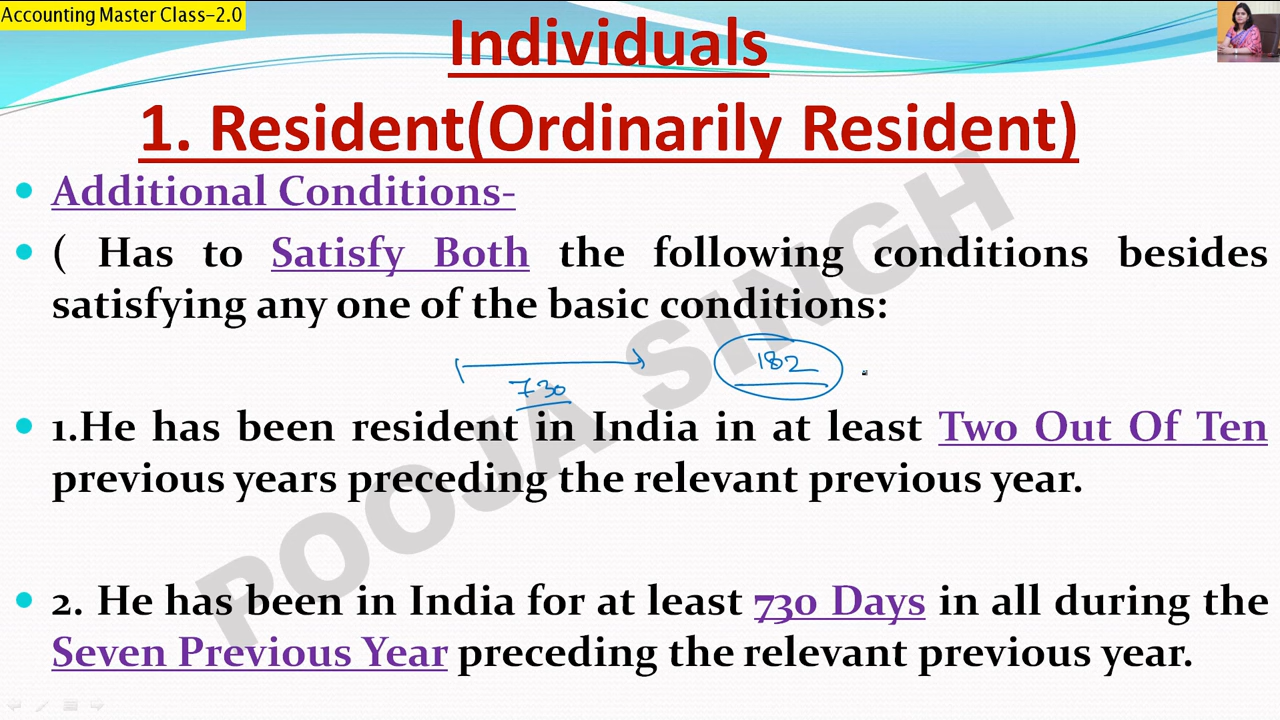 Accounting Master Class-2.0
Individuals
1. Resident(Ordinarily Resident)
• Additional Conditions-
• ( Has to Satisfy Both the following conditions besides
satisfying any one of the basic conditions:
730
182
• 1.He has been resident in India in at least Two Out Of Ten
previous years preceding the relevant previous year.
• 2. He has been in India for at least 730 Days in all during the
Seven Previous Year preceding the relevant previous year.
POOJA SINGH